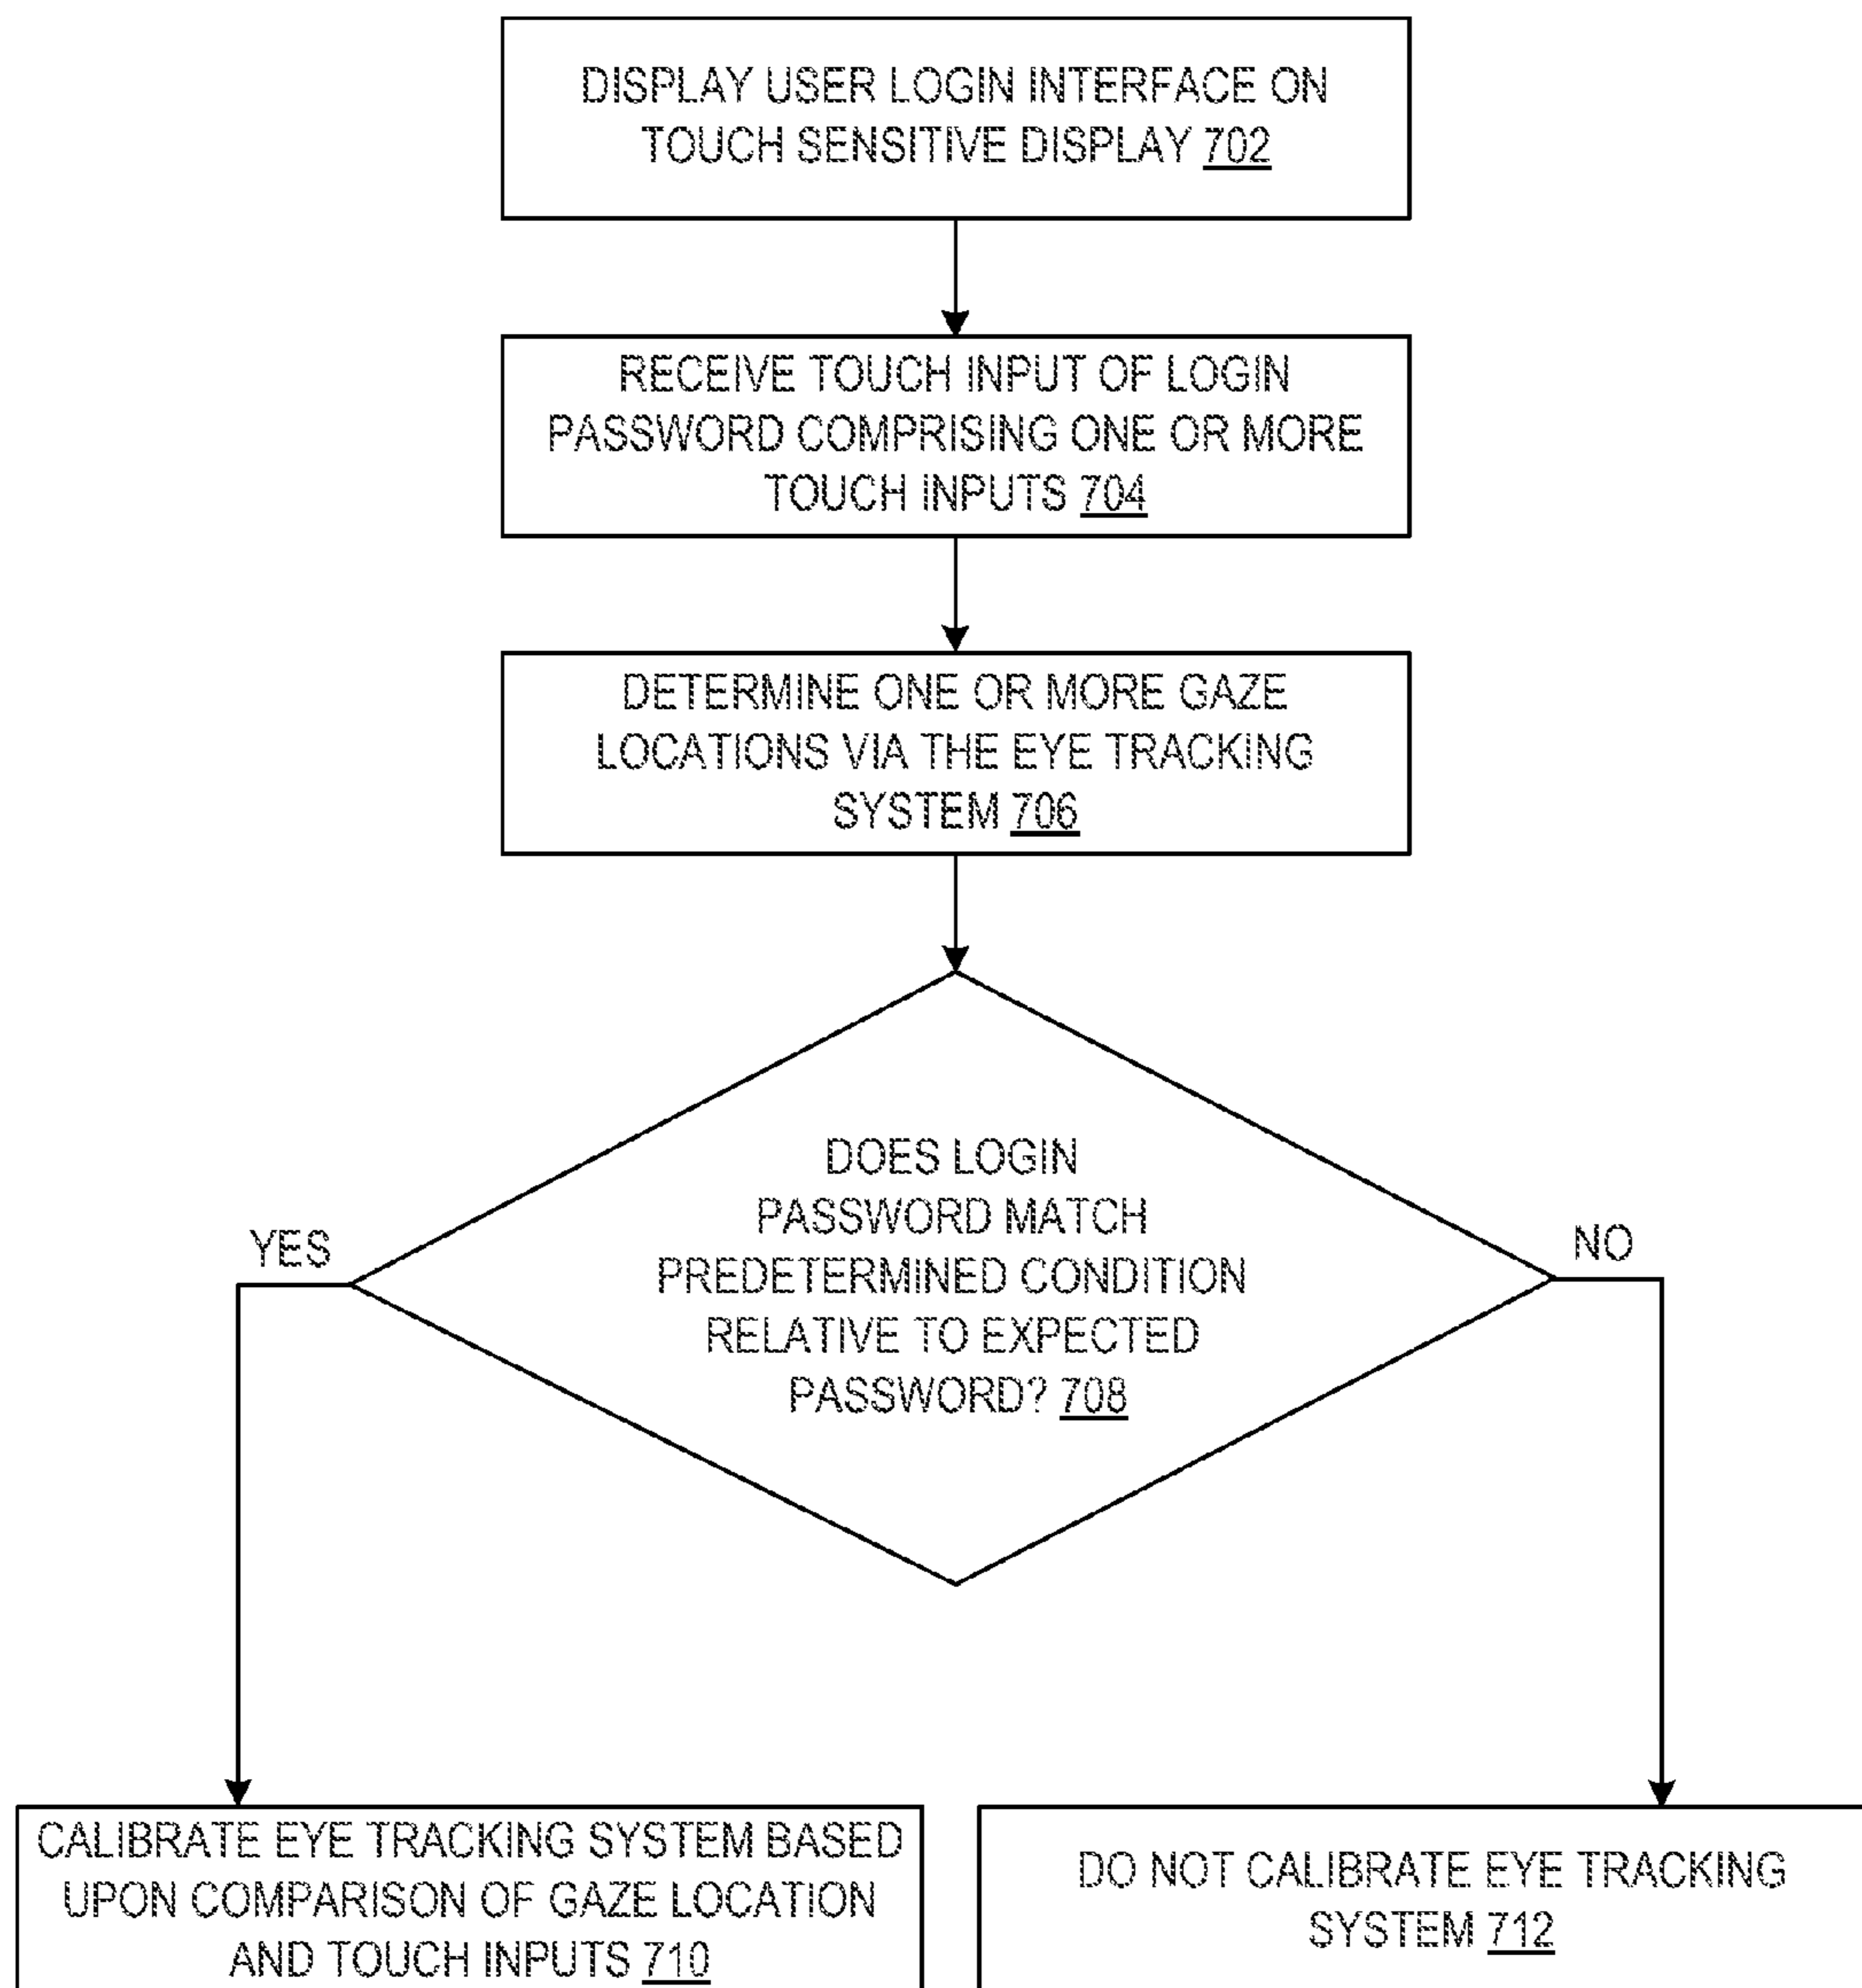 DISPLAY USER LOGIN INTERFACE ON
TOUCH SENSITIVE DISPLAY 702
RECEIVE TOUCH INPUT OF LOGIN
PASSWORD COMPRISING ONE OR MORE
TOUCH INPUTS 704
DETERMINE ONE OR MORE GAZE
LOCATIONS VIA THE EYE TRACKING
SYSTEM 706
DOES LOGIN
PASSWORD MATCH
PREDETERMINED CONDITION
RELATIVE TO EXPECTED
PASSWORD? 708
YES
NO
CALIBRATE EYE TRACKING SYSTEM BASED
UPON COMPARISON OF GAZE LOCATION
AND TOUCH INPUTS 710
DO NOT CALIBRATE EYE TRACKING
SYSTEM 712